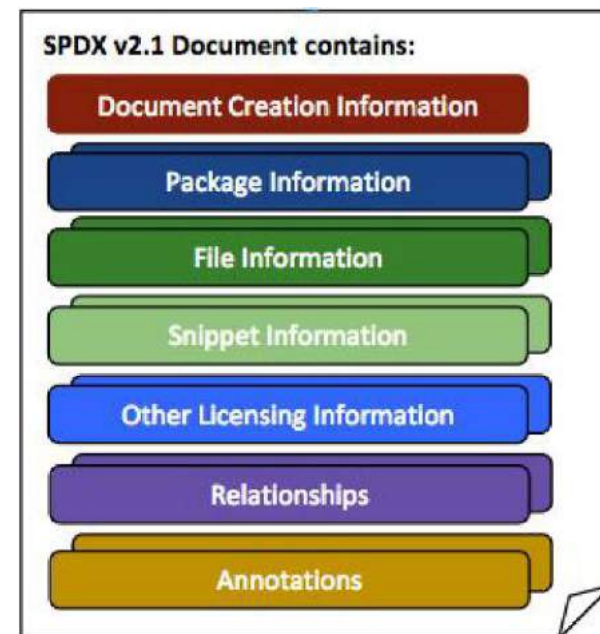 SPDX v2.1 Document contains:
Document Creation Information
Package Information
File Information
Snippet Information
Other Licensing Information
Relationships
Annotations